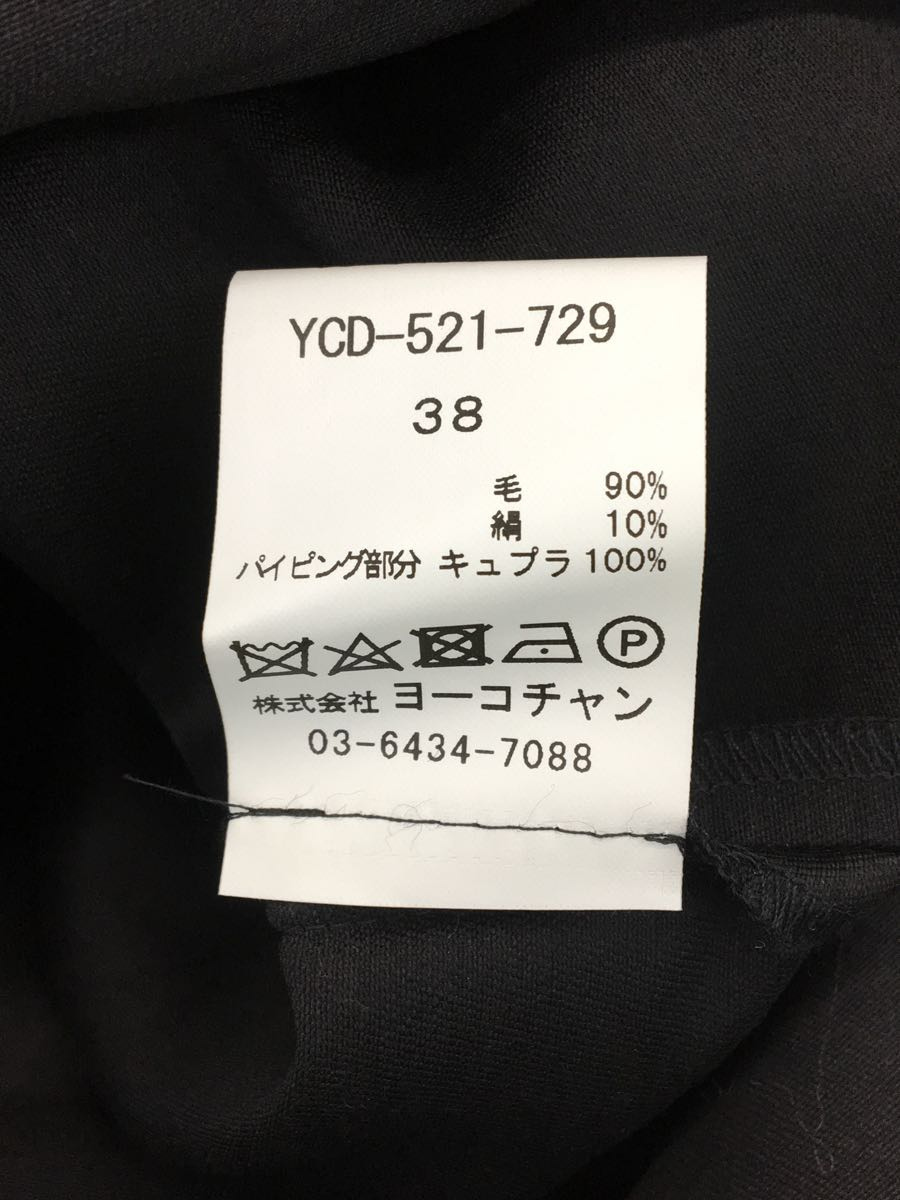 YCD-521-729
38
毛 90%
絹 10%
パイピング部分 キュプラ 100%
P
株式会社 ヨーコチャン
03-6434-7088